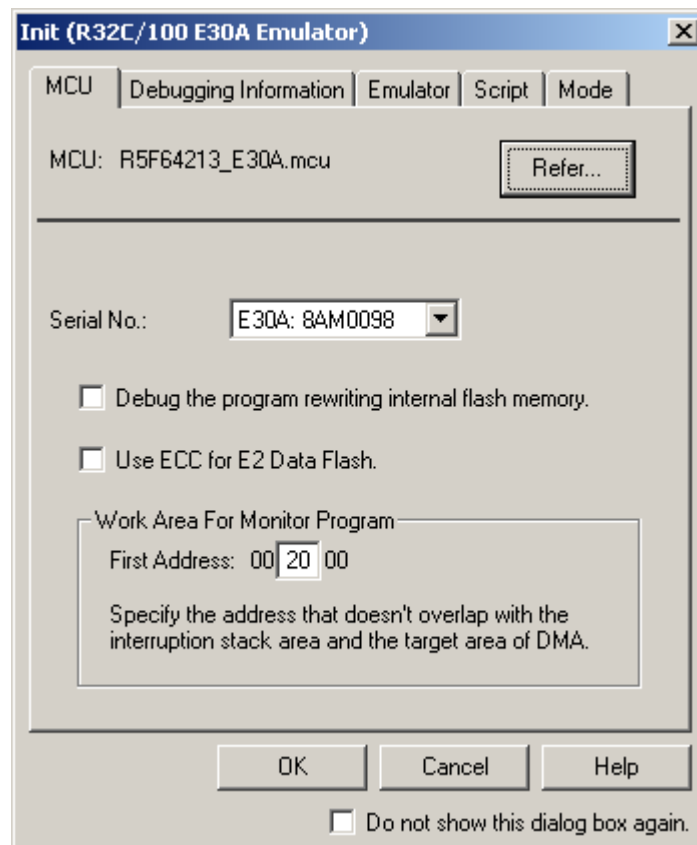 Init (R32C/100 E30A Emulator)
MCU Debugging Information Emulator Script Mode
MCU: R5F64213_E30A.mcu Refer...
Serial No.: E30A: 8AM0098
Debug the program rewriting internal flash memory.
Use ECC for E2 Data Flash.
Work Area For Monitor Program
First Address: 00 20 00
Specify the address that doesn't overlap with the
interruption stack area and the target area of DMA.
OK Cancel Help
Do not show this dialog box again.